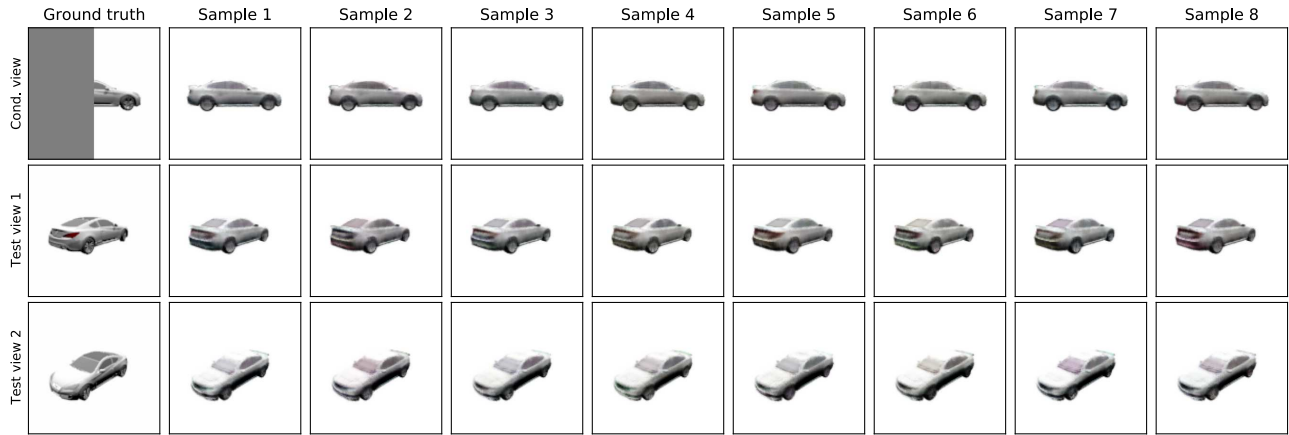 Ground truth Sample 1 Sample 2 Sample 3 Sample 4 Sample 5 Sample 6 Sample 7 Sample 8
Cond. view
Test view 1
Test view 2